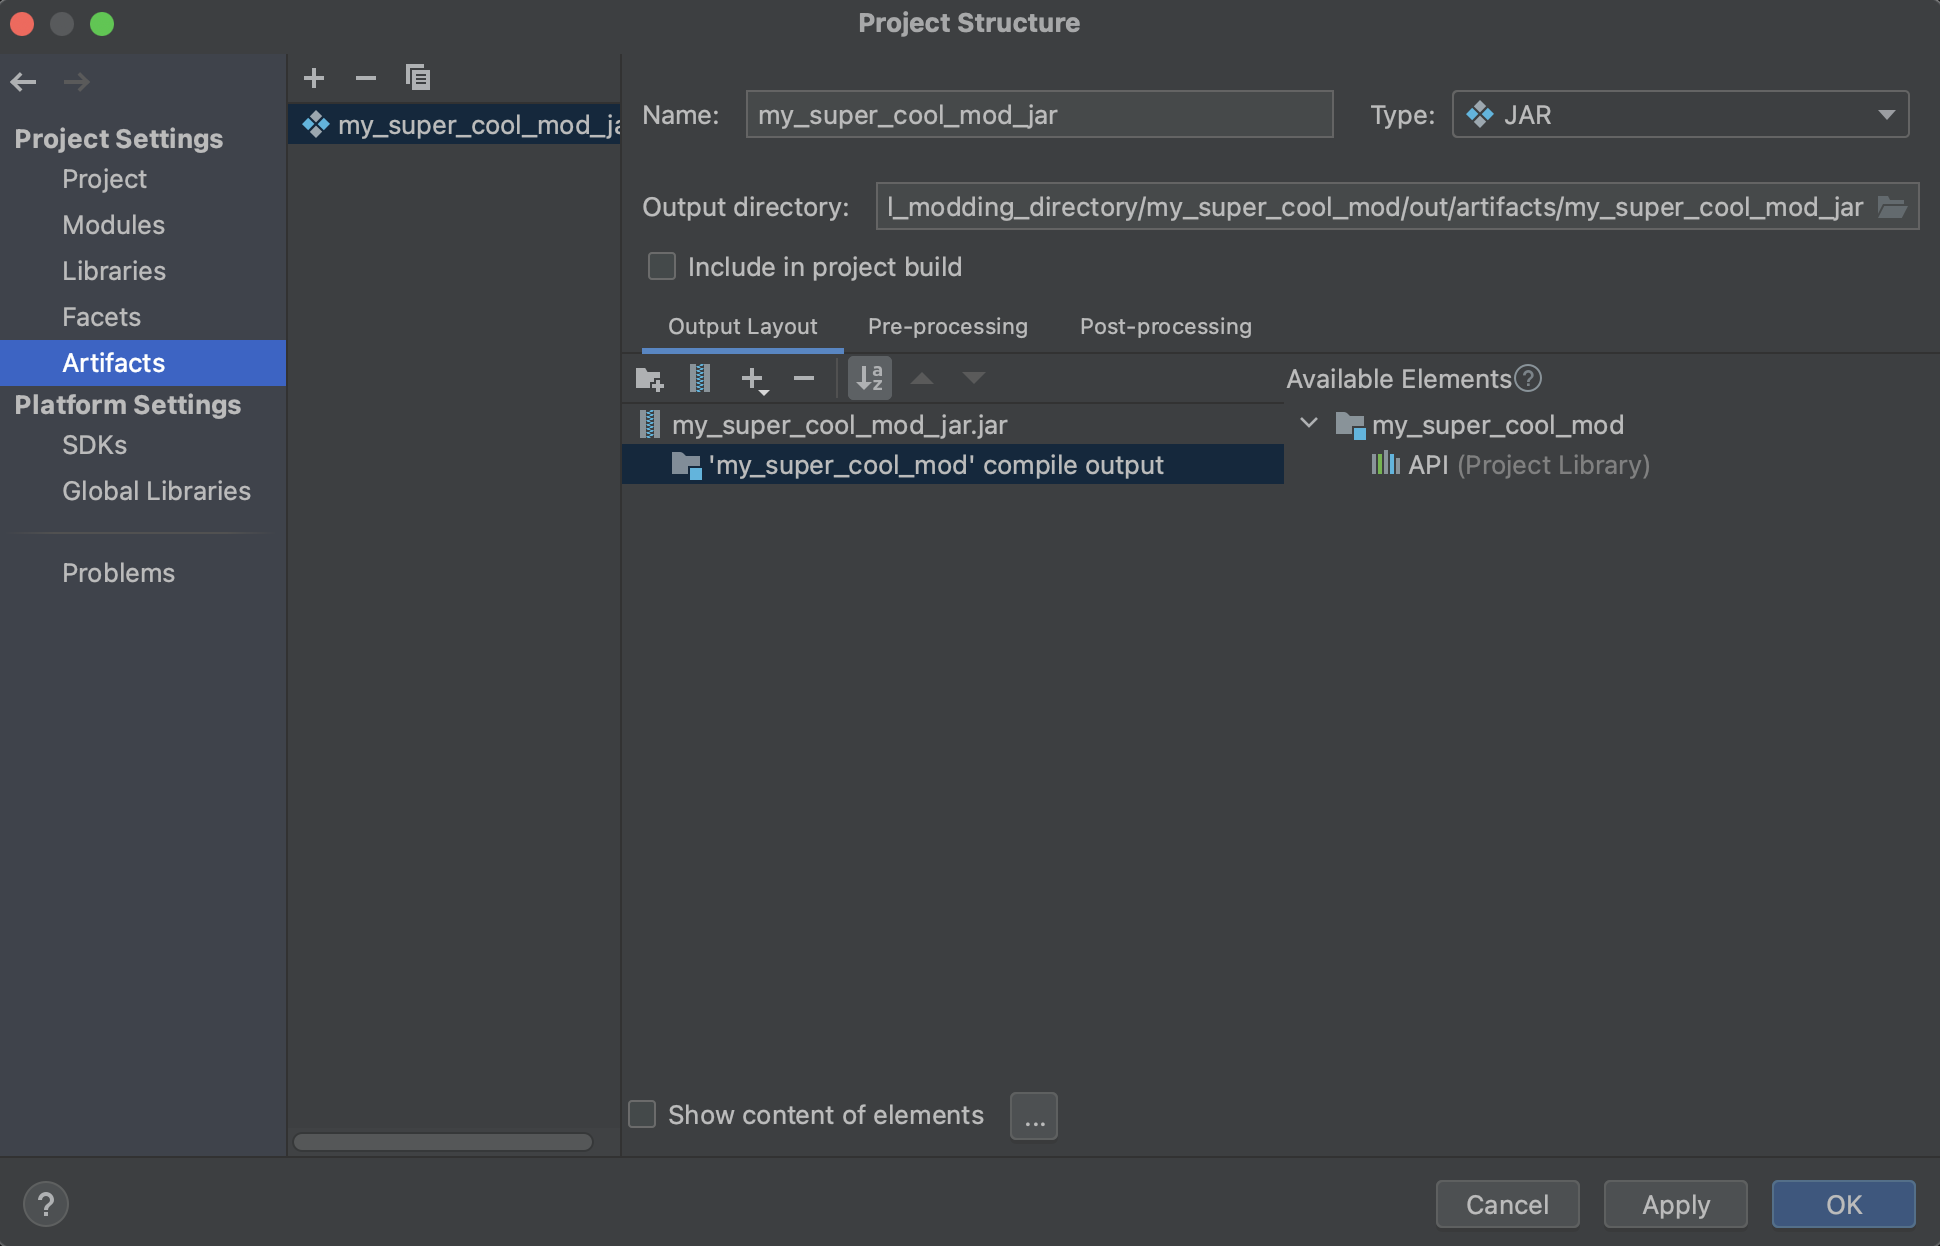 Project Structure
Project Settings
Project
Modules
Libraries
Facets
Artifacts
Platform Settings
SDKs
Global Libraries
Problems
my_super_cool_mod_ja
Name: my_super_cool_mod_jar Type: JAR
Output directory: l_modding_directory/my_super_cool_mod/out/artifacts/my_super_cool_mod_jar
Include in project build
Output Layout Pre-processing Post-processing
a
z
my_super_cool_mod_jar.jar
'my_super_cool_mod' compile output
Available Elements ?
my_super_cool_mod
API (Project Library)
Show content of elements ...
? Cancel Apply OK